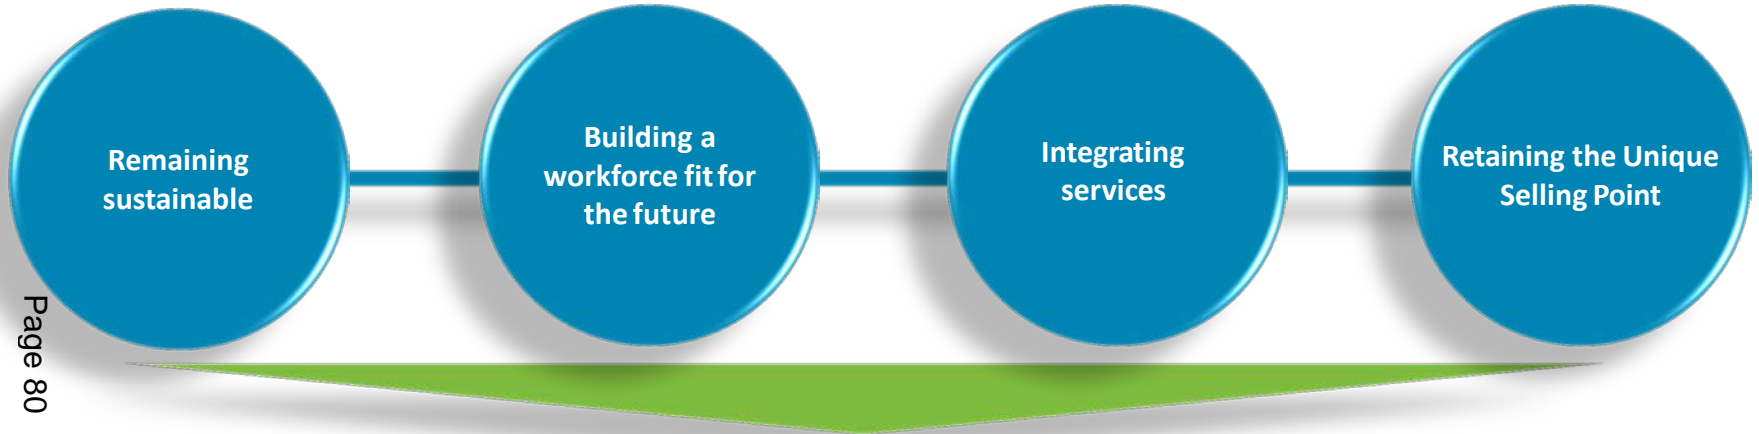 Remaining
sustainable
Building a
workforce fit for
the future
Integrating
services
Retaining the Unique
Selling Point
Page 80